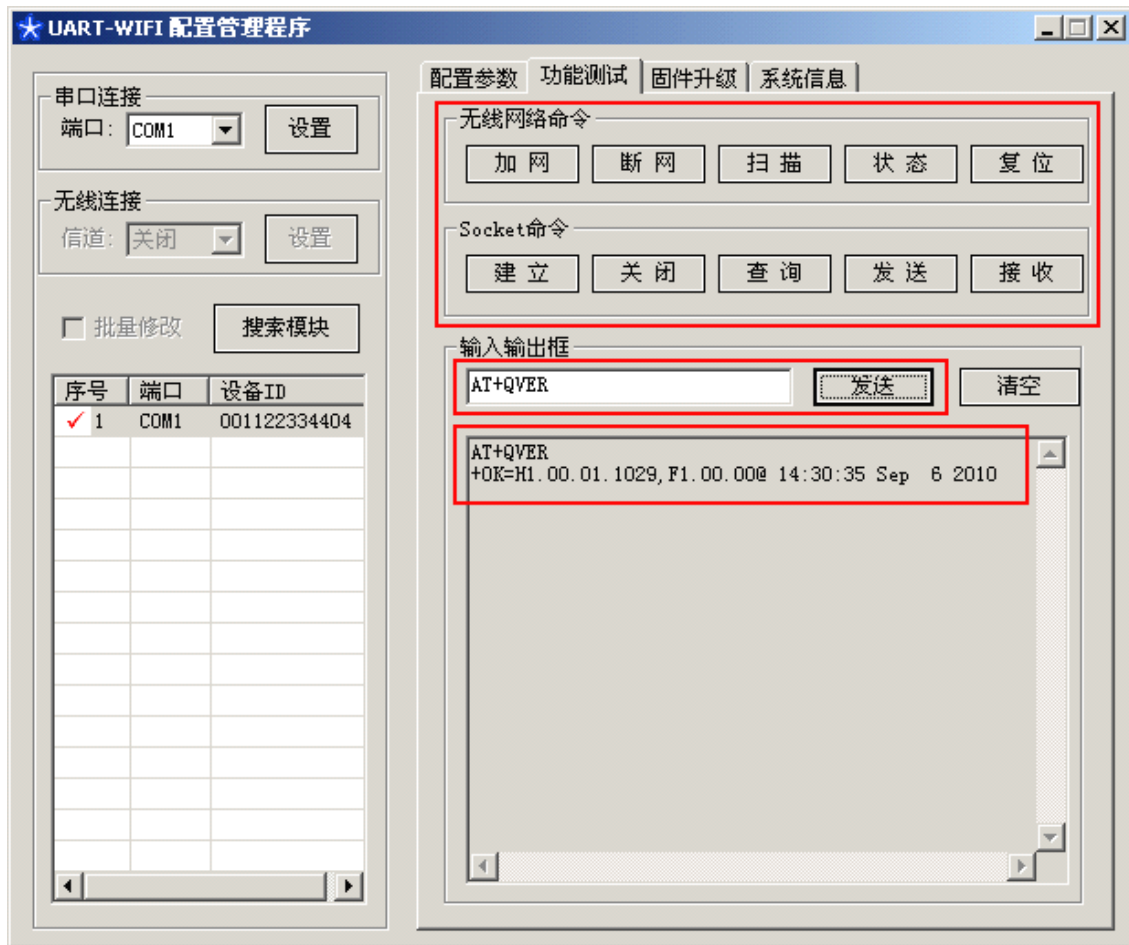 UART-WIFI 配置管理程序
串口连接
端口: COM1 设置
无线连接
信道: 关闭 设置
批量修改 搜索模块
序号 端口 设备ID
1 COM1 001122334404
配置参数 功能测试 固件升级 系统信息
无线网络命令
加网 断网 扫描 状态 复位
Socket命令
建立 关闭 查询 发送 接收
输入输出框
AT+QVER 发送 清空
AT+QVER
+OK=H1.00.01.1029,F1.00.00@ 14:30:35 Sep  6 2010